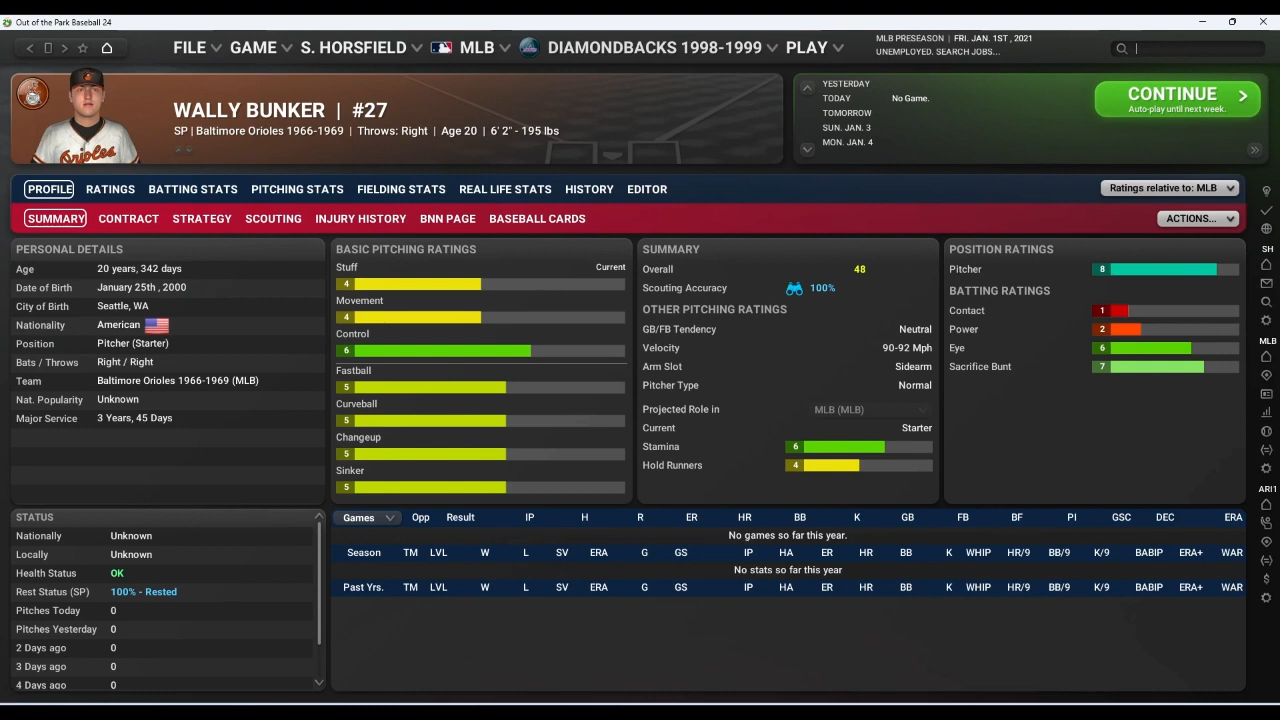 Out of the Park Baseball 24
FILE GAME S. HORSFIELD MLB DIAMONDBACKS 1998-1999 PLAY
MLB PRESEASON | FRI. JAN. 1ST , 2021
UNEMPLOYED. SEARCH JOBS...
WALLY BUNKER | #27
SP | Baltimore Orioles 1966-1969 | Throws: Right | Age 20 | 6' 2" - 195 lbs
Orioles
YESTERDAY
TODAY No Game.
TOMORROW
SUN. JAN. 3
MON. JAN. 4
CONTINUE
Auto-play until next week.
PROFILE RATINGS BATTING STATS PITCHING STATS FIELDING STATS REAL LIFE STATS HISTORY EDITOR
Ratings relative to: MLB
SUMMARY CONTRACT STRATEGY SCOUTING INJURY HISTORY BNN PAGE BASEBALL CARDS
ACTIONS...
PERSONAL DETAILS
Age 20 years, 342 days
Date of Birth January 25th , 2000
City of Birth Seattle, WA
Nationality American
Position Pitcher (Starter)
Bats / Throws Right / Right
Team Baltimore Orioles 1966-1969 (MLB)
Nat. Popularity Unknown
Major Service 3 Years, 45 Days
BASIC PITCHING RATINGS
Stuff Current
4
Movement
4
Control
6
Fastball
5
Curveball
5
Changeup
5
Sinker
5
SUMMARY
Overall 48
Scouting Accuracy 100%
OTHER PITCHING RATINGS
GB/FB Tendency Neutral
Velocity 90-92 Mph
Arm Slot Sidearm
Pitcher Type Normal
Projected Role in MLB (MLB)
Current Starter
Stamina 6
Hold Runners 4
POSITION RATINGS
Pitcher 8
BATTING RATINGS
Contact 1
Power 2
Eye 6
Sacrifice Bunt 7
SH
MLB
ARI1
STATUS
Nationally Unknown
Locally Unknown
Health Status OK
Rest Status (SP) 100% - Rested
Pitches Today 0
Pitches Yesterday 0
2 Days ago 0
3 Days ago 0
4 Days ago 0
Games Opp Result IP H R ER HR BB K GB FB BF PI GSC DEC ERA
No games so far this year.
Season TM LVL W L SV ERA G GS IP HA ER HR BB K WHIP HR/9 BB/9 K/9 BABIP ERA+ WAR
No stats so far this year
Past Yrs. TM LVL W L SV ERA G GS IP HA ER HR BB K WHIP HR/9 BB/9 K/9 BABIP ERA+ WAR